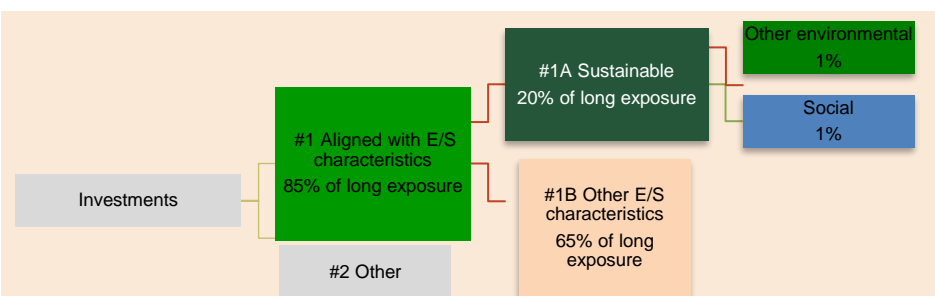 Investments
#1 Aligned with E/S
characteristics
85% of long exposure
#2 Other
#1A Sustainable
20% of long exposure
#1B Other E/S
characteristics
65% of long
exposure
Other environmental
1%
Social
1%